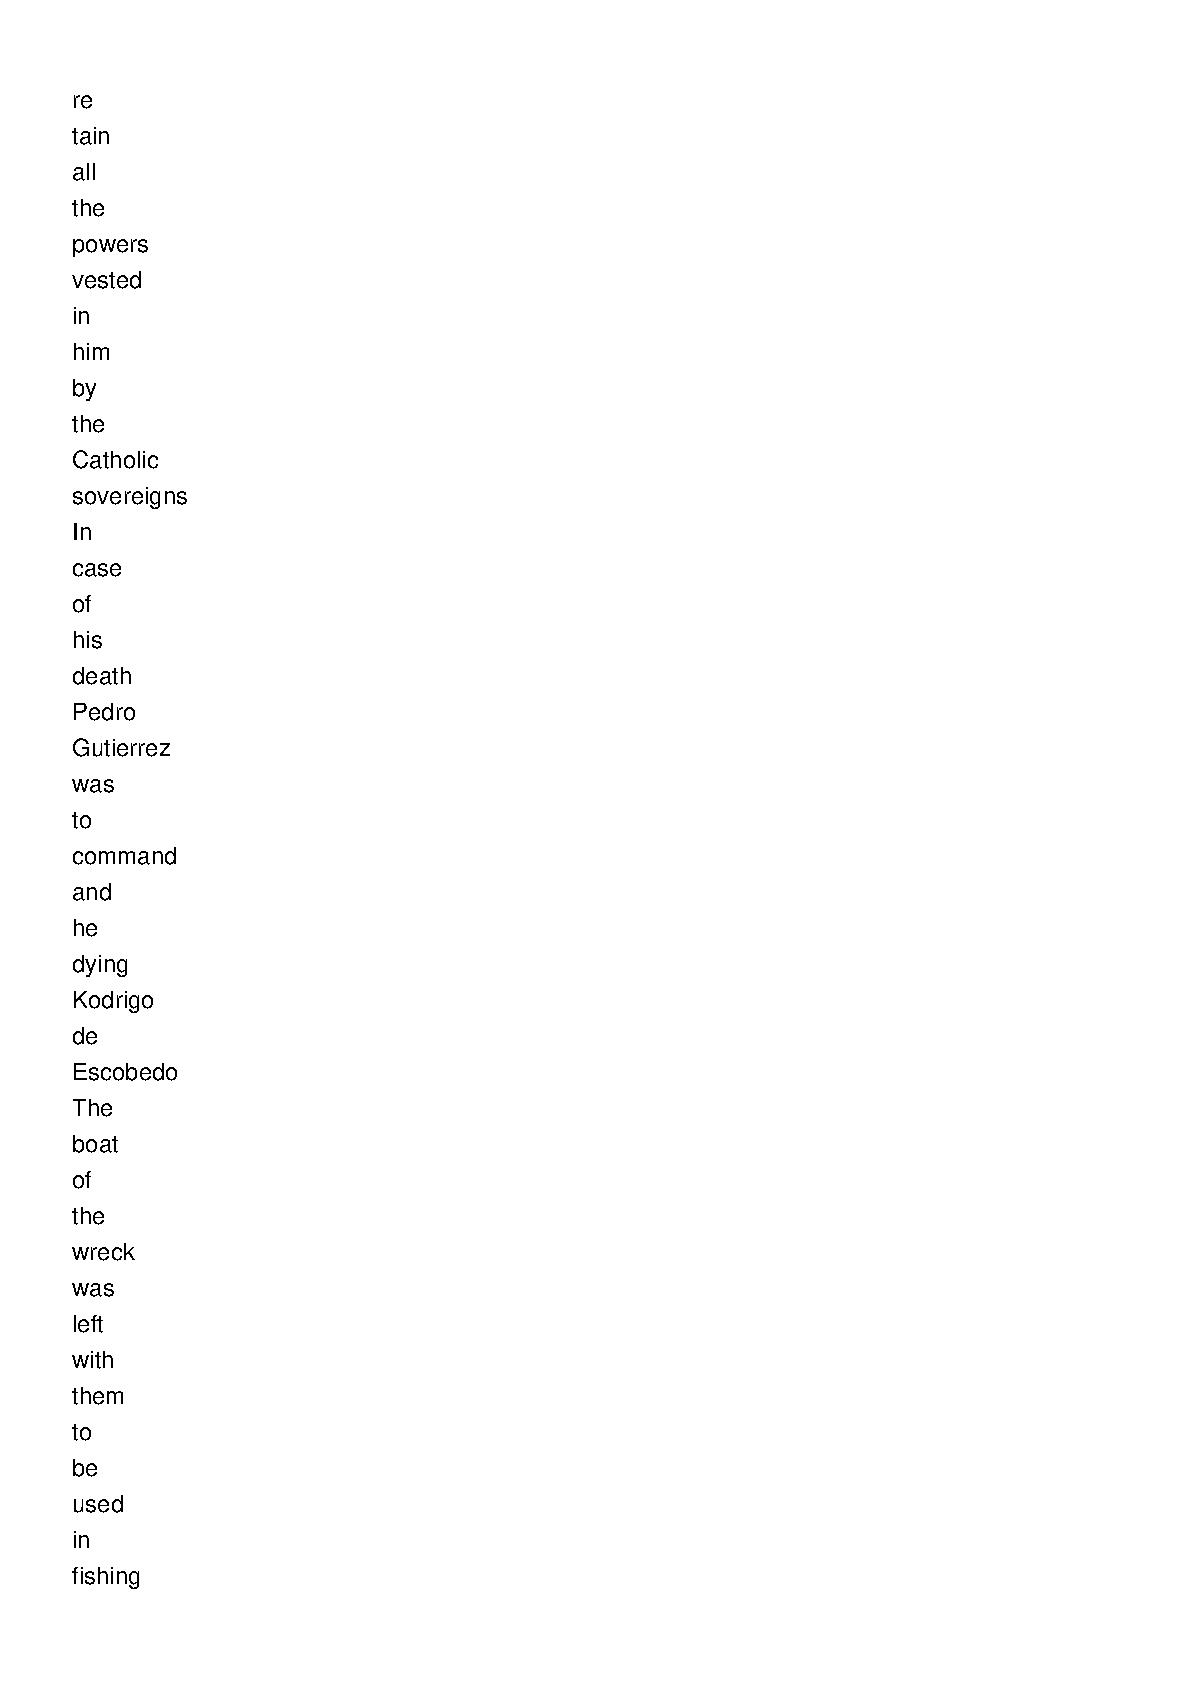 re
tain
all
the
powers
vested
in
him
by
the
Catholic
sovereigns
In
case
of
his
death
Pedro
Gutierrez
was
to
command
and
he
dying
Kodrigo
de
Escobedo
The
boat
of
the
wreck
was
left
with
them
to
be
used
in
fishing